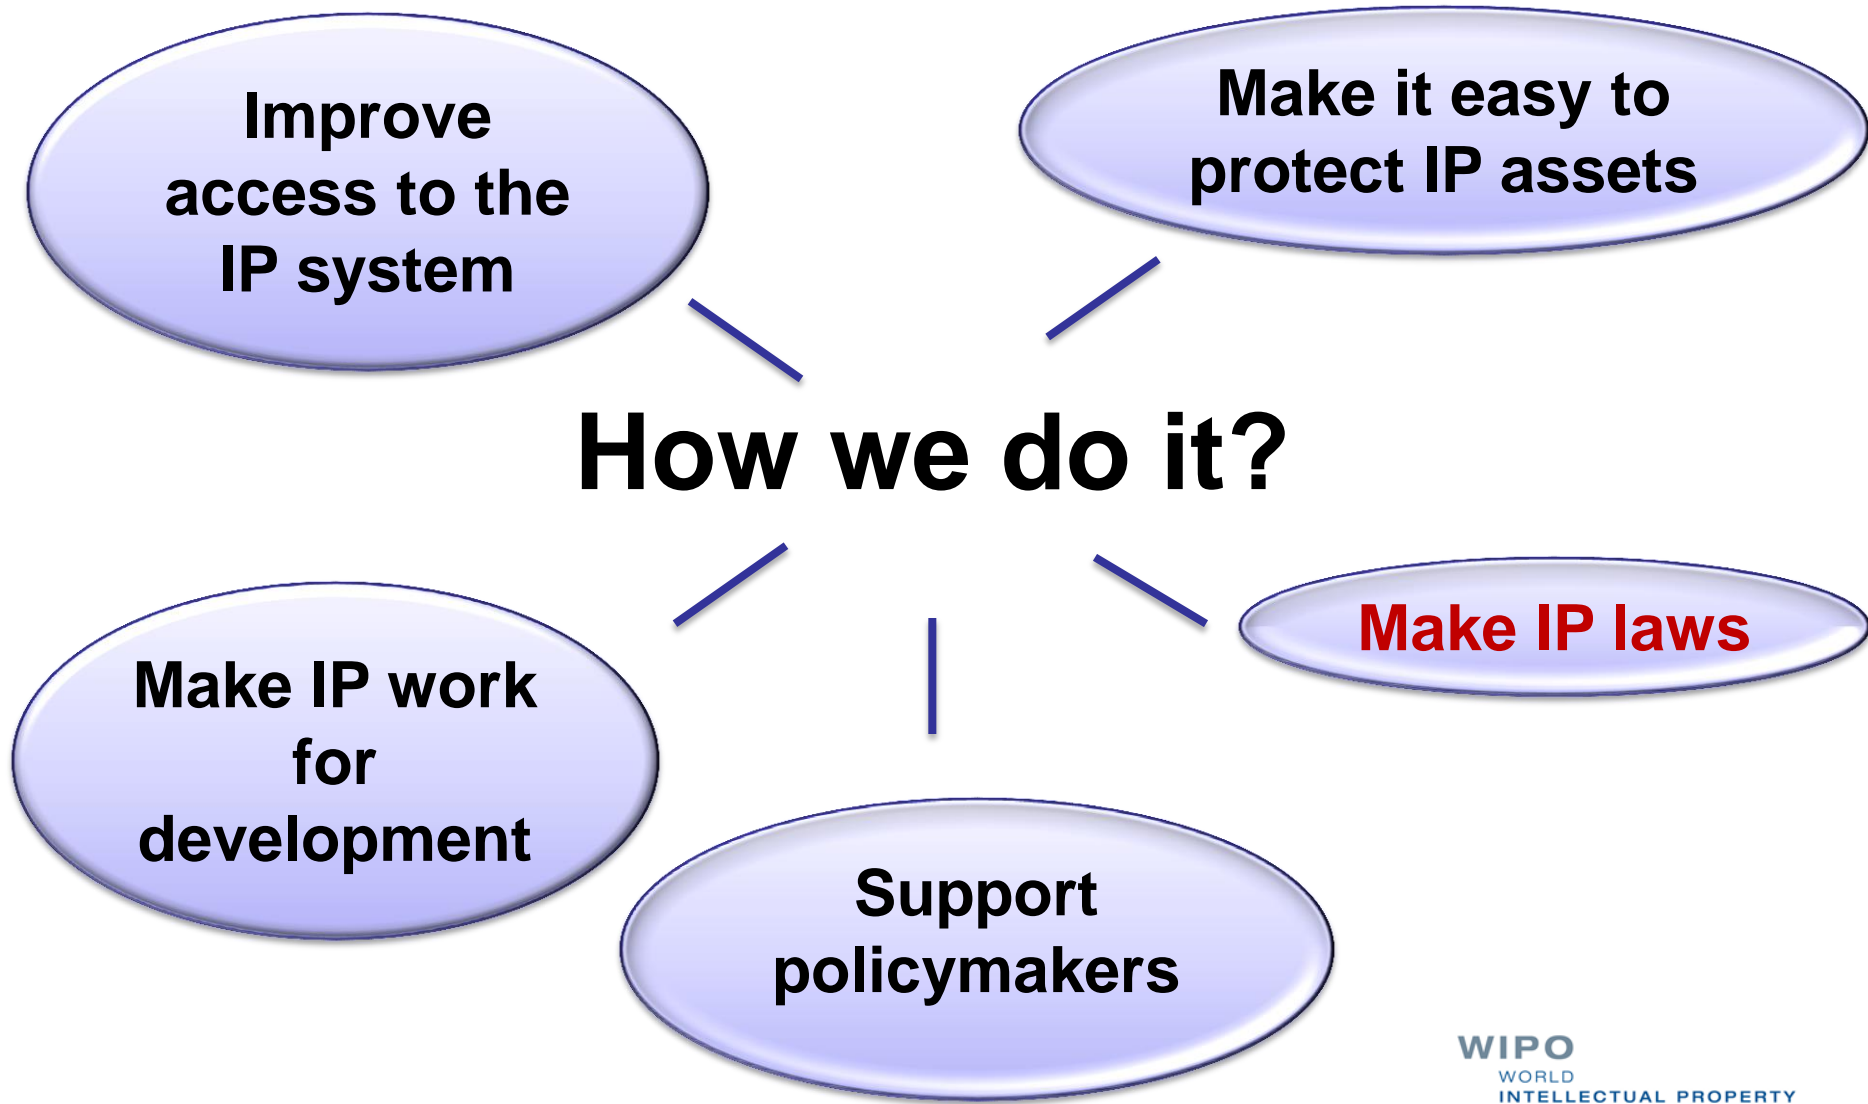 Improve
access to the
IP system
Make it easy to
protect IP assets
How we do it?
Make IP laws
Make IP work
for
development
Support
policymakers
WIPO
WORLD
INTELLECTUAL PROPERTY